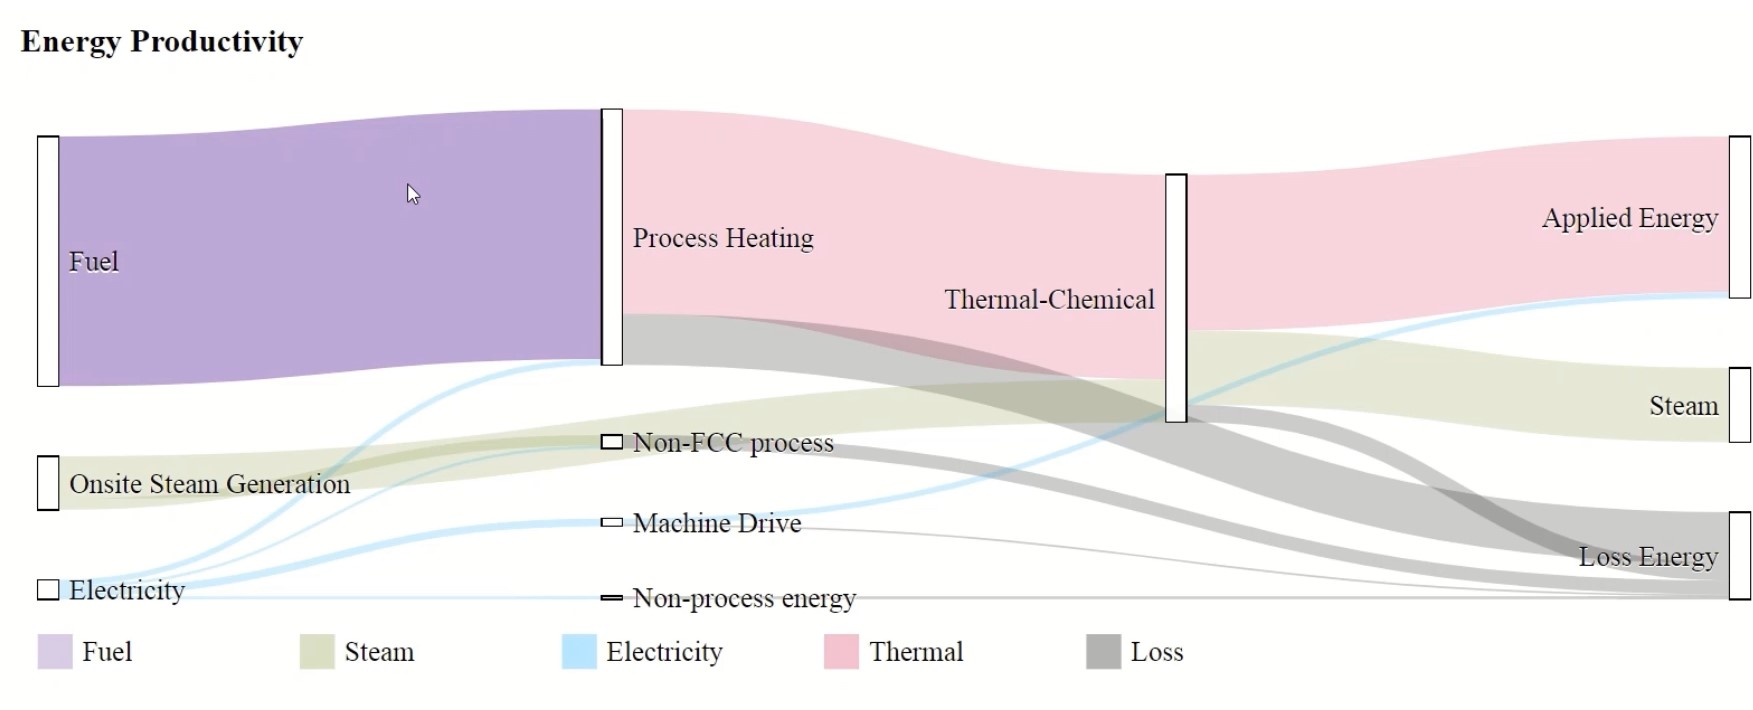 Energy Productivity
Fuel
Process Heating
Thermal-Chemical
Applied Energy
Steam
Non-FCC process
Onsite Steam Generation
Machine Drive
Loss Energy
Electricity
Non-process energy
Fuel
Steam
Electricity
Thermal
Loss